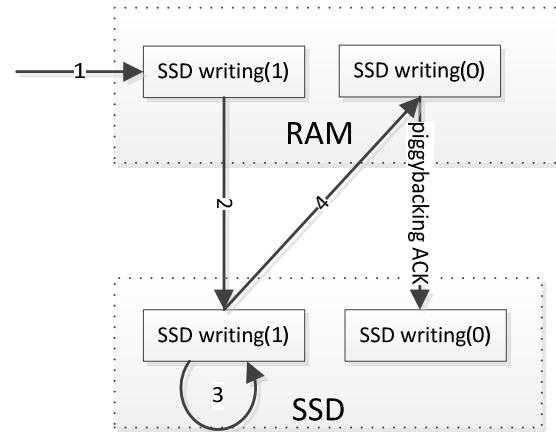 1
SSD writing(1)
SSD writing(0)
RAM
2
4
piggybacking ACK
SSD writing(1)
SSD writing(0)
3
SSD